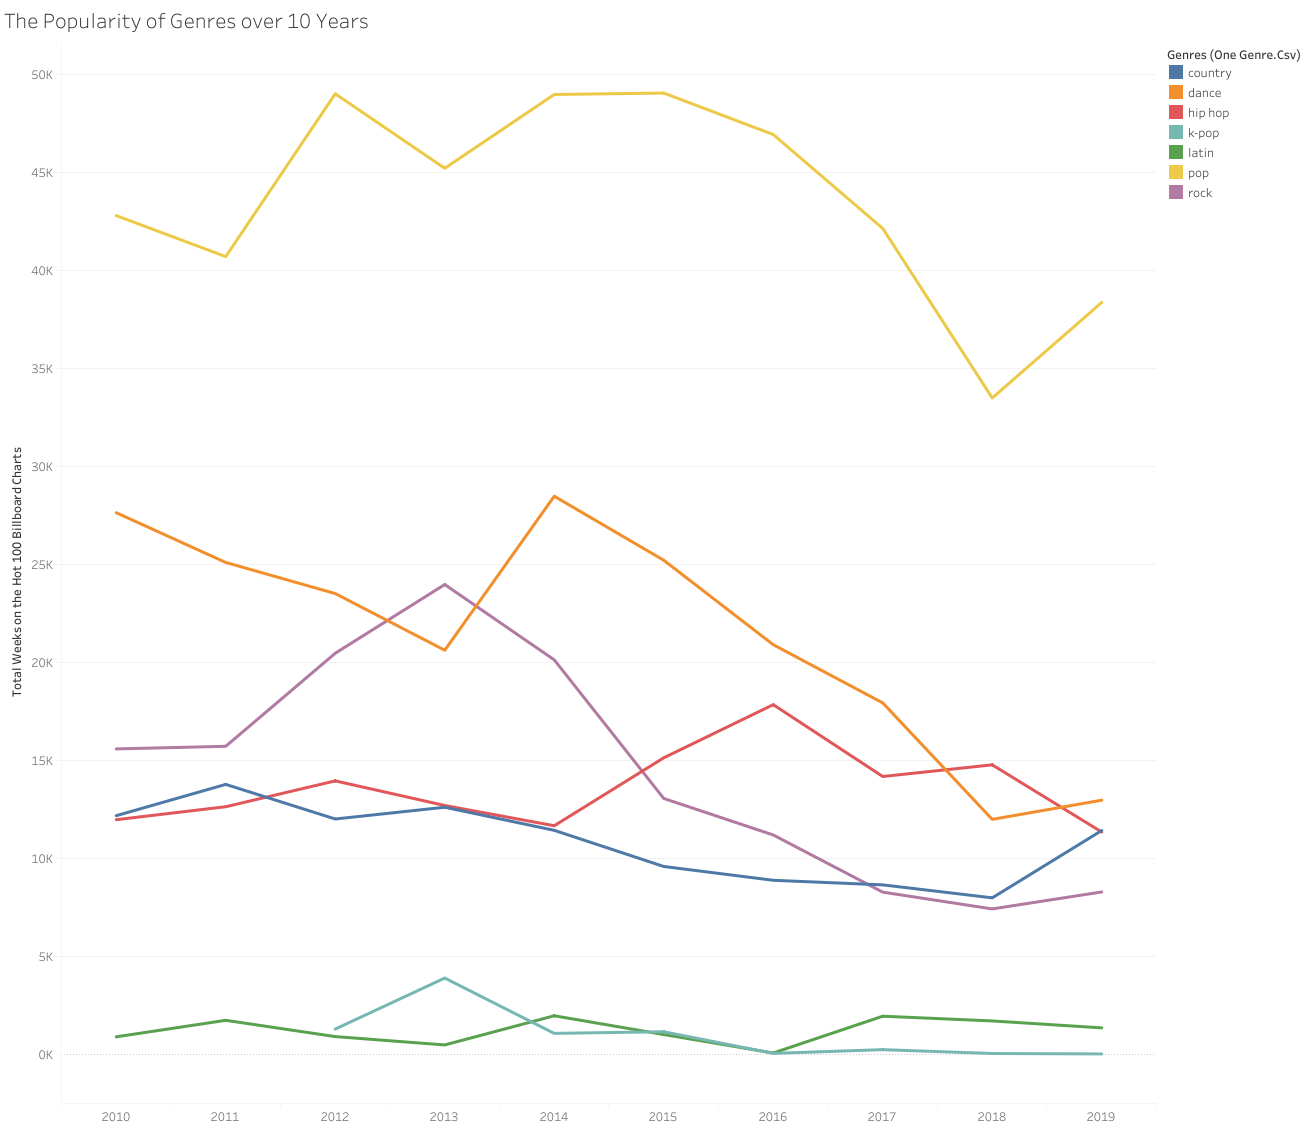 The Popularity of Genres over 10 Years
Genres (One Genre.Csv)
country
dance
hip hop
k-pop
latin
pop
rock
Total Weeks on the Hot 100 Billboard Charts
50K
45K
40K
35K
30K
25K
20K
15K
10K
5K
0K
2010 2011 2012 2013 2014 2015 2016 2017 2018 2019